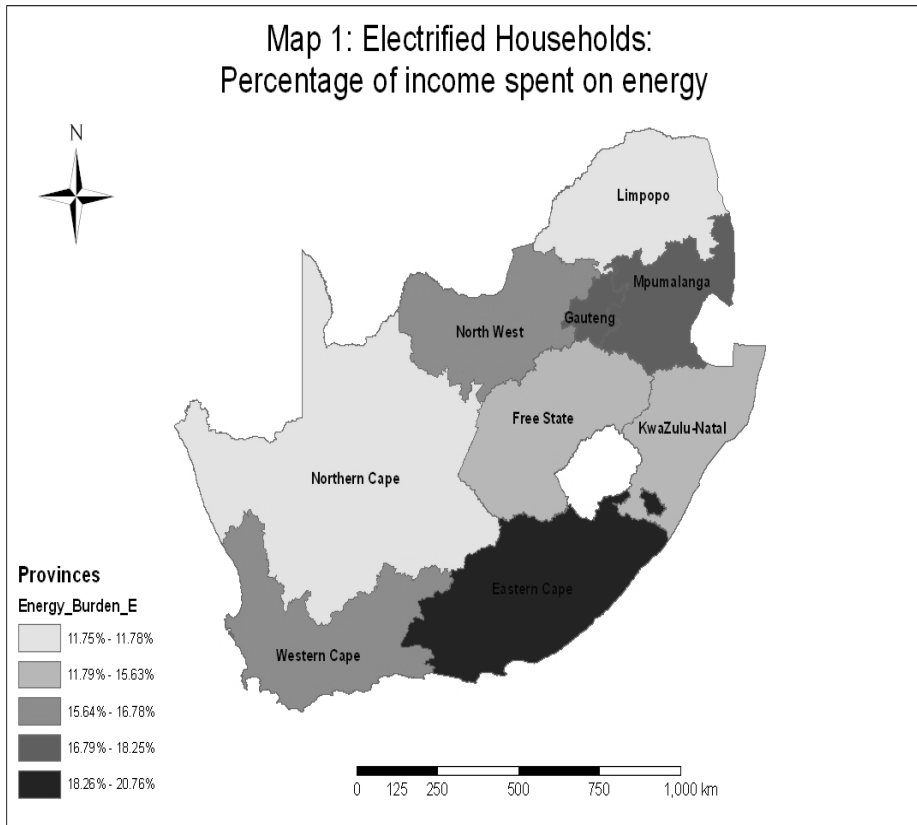 Map 1: Electrified Households:
Percentage of income spent on energy
N
Limpopo
Mpumalanga
Gauteng
North West
Free State
KwaZulu-Natal
Northern Cape
Eastern Cape
Western Cape
Provinces
Energy_Burden_E
11.75% - 11.78%
11.79% - 15.63%
15.64% - 16.78%
16.79% - 18.25%
18.26% - 20.76%
0 125 250 500 750 1,000 km